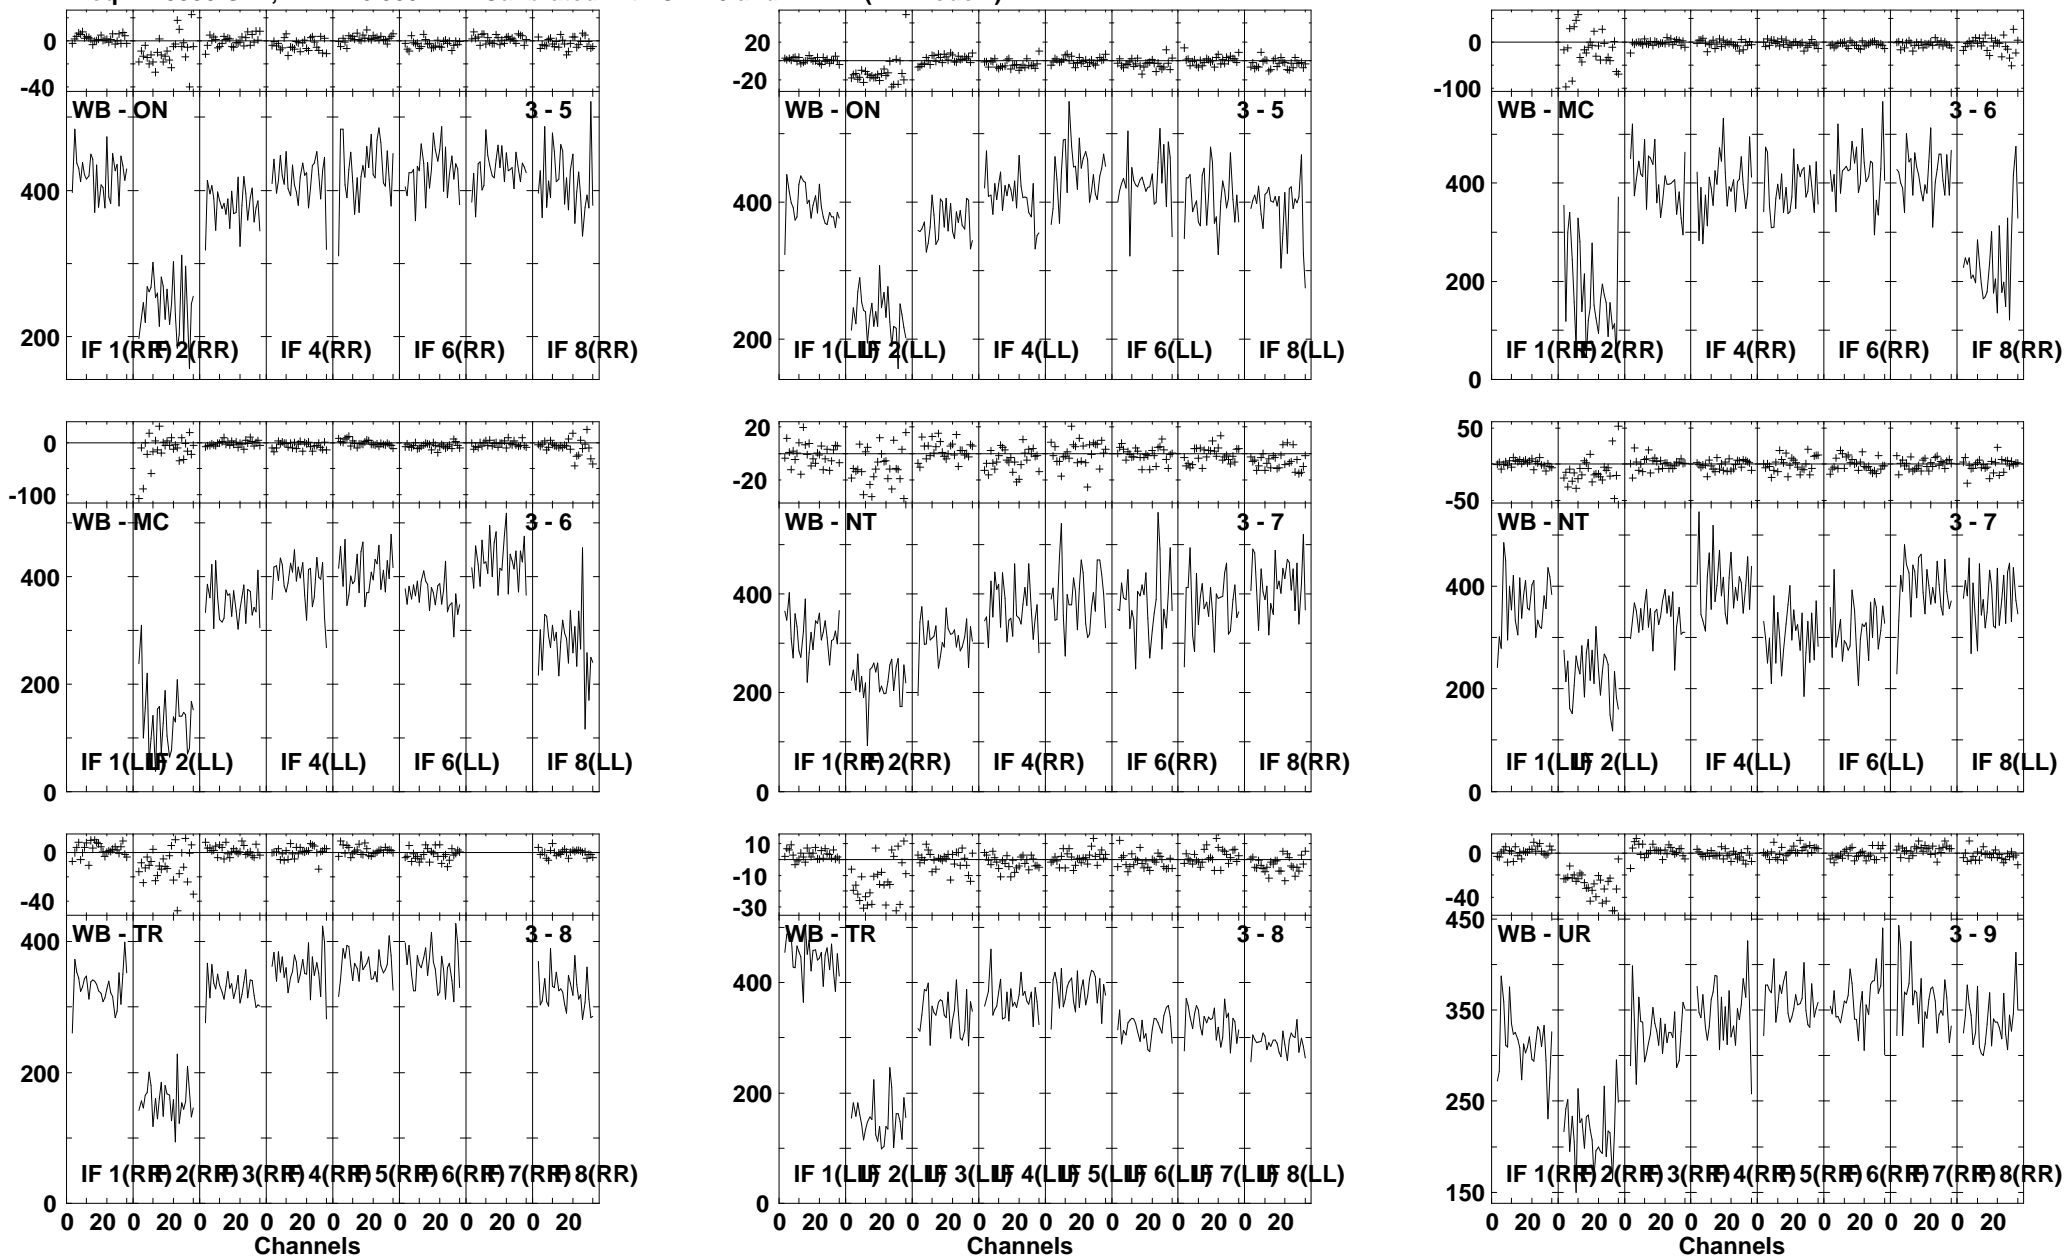 0
-40
WB - ON 3 - 5
400
200
IF 1(RR) IF 2(RR) IF 4(RR) IF 6(RR) IF 8(RR)
20
-20
WB - ON 3 - 5
400
200
IF 1(LL) IF 2(LL) IF 4(LL) IF 6(LL) IF 8(LL)
0
-100
WB - MC 3 - 6
400
200
0
IF 1(RR) IF 2(RR) IF 4(RR) IF 6(RR) IF 8(RR)
0
-100
WB - MC 3 - 6
400
200
0
IF 1(LL) IF 2(LL) IF 4(LL) IF 6(LL) IF 8(LL)
20
-20
WB - NT 3 - 7
400
200
0
IF 1(RR) IF 2(RR) IF 4(RR) IF 6(RR) IF 8(RR)
50
-50
WB - NT 3 - 7
400
200
0
IF 1(LL) IF 2(LL) IF 4(LL) IF 6(LL) IF 8(LL)
0
-40
WB - TR 3 - 8
400
200
0
IF 1(RR) IF 2(RR) IF 3(RR) IF 4(RR) IF 5(RR) IF 6(RR) IF 7(RR) IF 8(RR)
0 20 0 20 0 20 0 20 0 20 0 20 0 20 0 20
Channels
10
-10
-30
WB - TR 3 - 8
400
200
0
IF 1(LL) IF 2(LL) IF 3(LL) IF 4(LL) IF 5(LL) IF 6(LL) IF 7(LL) IF 8(LL)
0 20 0 20 0 20 0 20 0 20 0 20 0 20 0 20
Channels
0
-40
450
WB - UR 3 - 9
350
250
150
IF 1(RR) IF 2(RR) IF 3(RR) IF 4(RR) IF 5(RR) IF 6(RR) IF 7(RR) IF 8(RR)
0 20 0 20 0 20 0 20 0 20 0 20 0 20 0 20
Channels